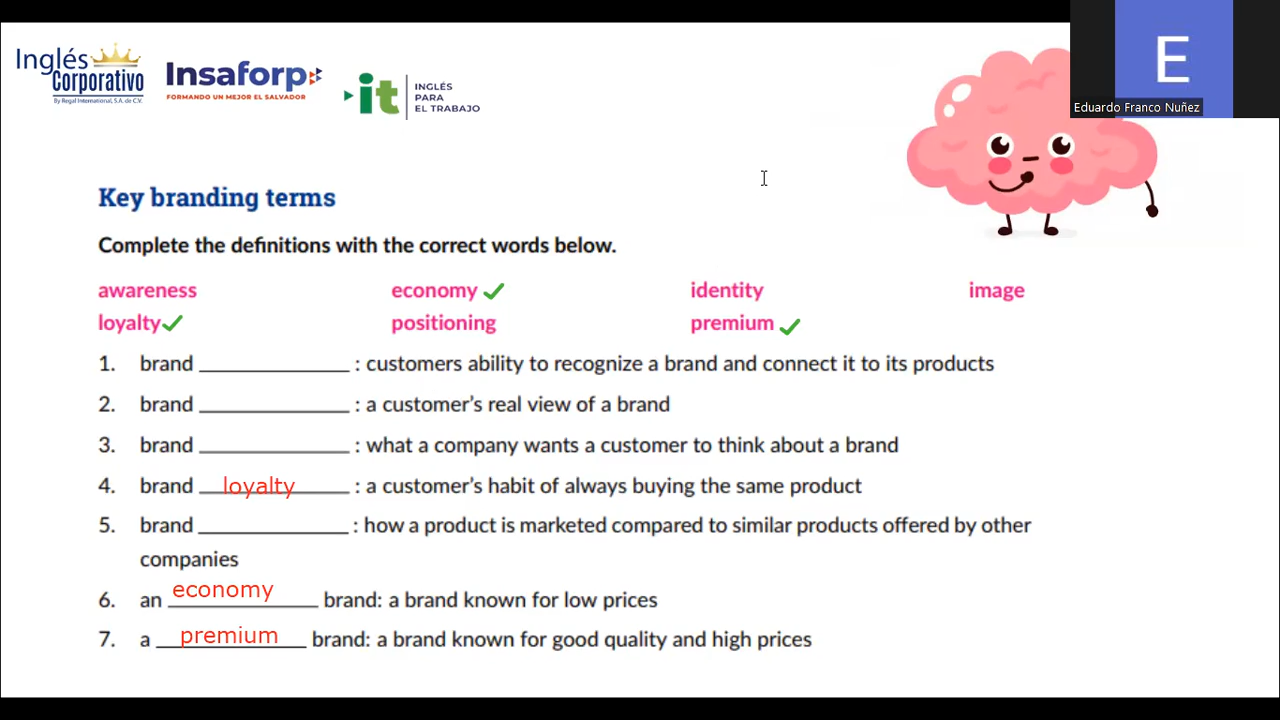 Inglés
Corporativo
By Regal International, S.A. de C.V.
Insaforp
FORMANDO UN MEJOR EL SALVADOR
it
INGLÉS
PARA
EL TRABAJO
E
Eduardo Franco Nuñez
Key branding terms
Complete the definitions with the correct words below.
awareness economy identity image
loyalty positioning premium
1. brand ______________ : customers ability to recognize a brand and connect it to its products
2. brand ______________ : a customer's real view of a brand
3. brand ______________ : what a company wants a customer to think about a brand
4. brand loyalty : a customer's habit of always buying the same product
5. brand ______________ : how a product is marketed compared to similar products offered by other
companies
6. an economy brand: a brand known for low prices
7. a premium brand: a brand known for good quality and high prices